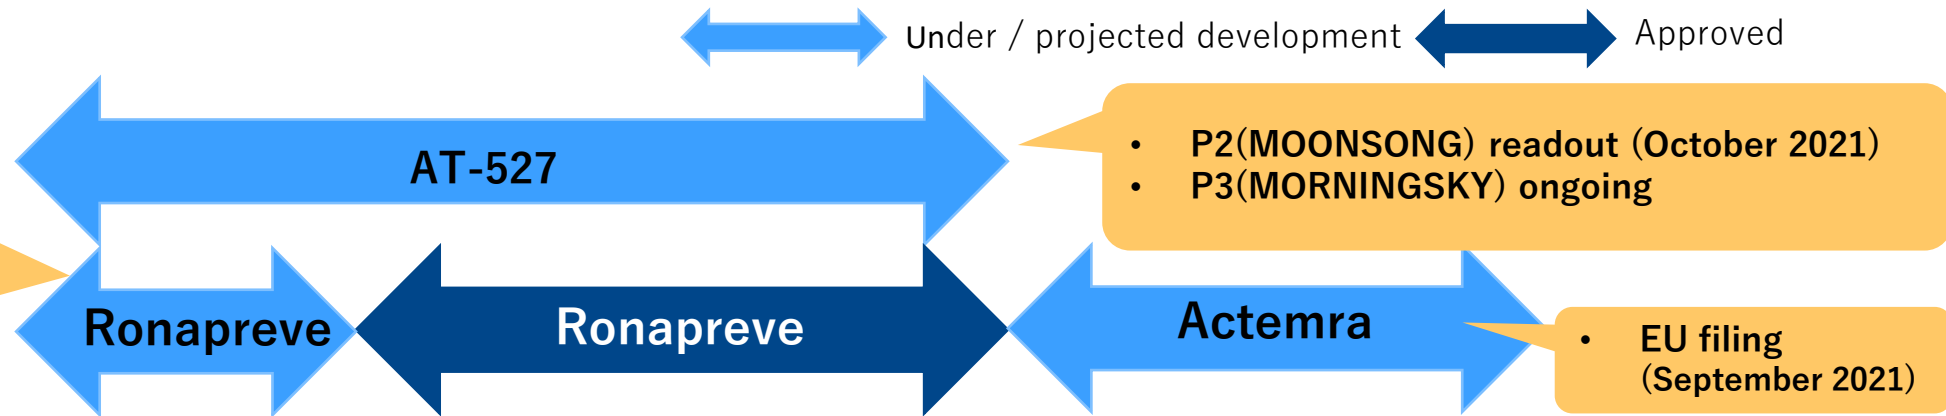 Under / projected development
Approved
AT-527
• P2(MOONSONG) readout (October 2021)
• P3(MORNINGSKY) ongoing
Ronapreve
Ronapreve
Actemra
• EU filing
(September 2021)